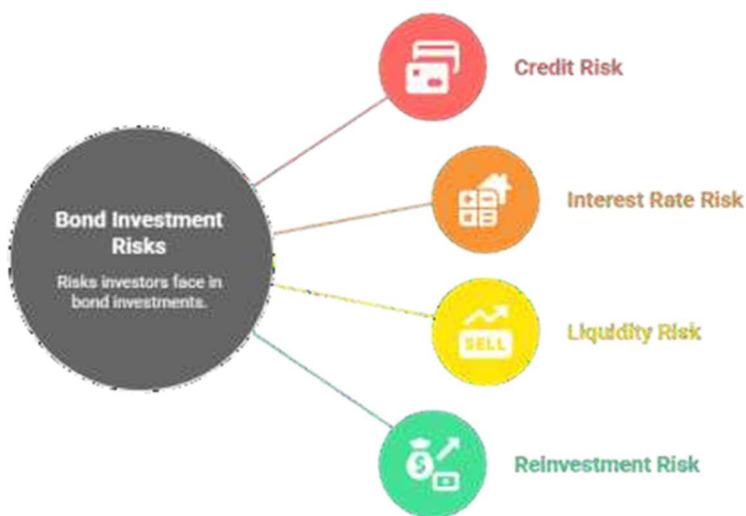 Bond Investment
Risks
Risks investors face in
bond investments.
Credit Risk
Interest Rate Risk
SELL
Liquidity Risk
$
Reinvestment Risk